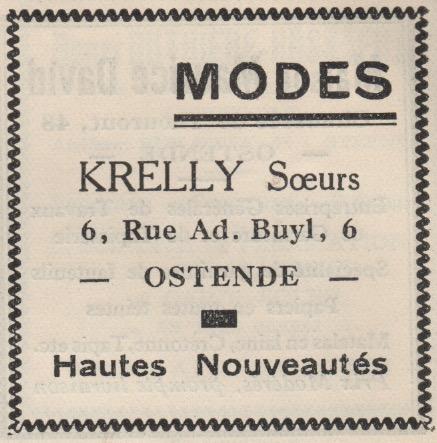 MODES
KRELLY Sœurs
6, Rue Ad. Buyl, 6
— OSTENDE —
Hautes Nouveautés